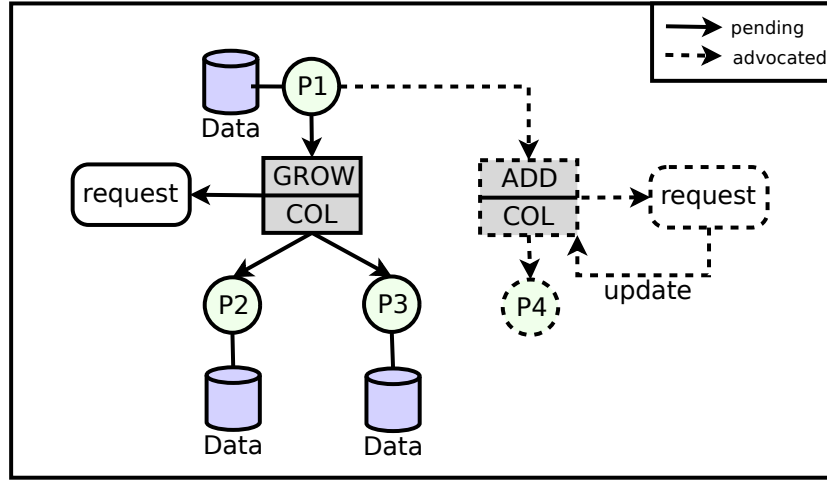 pending
advocated
P1
Data
GROW
COL
request
ADD
COL
request
update
P2
P3
P4
Data
Data